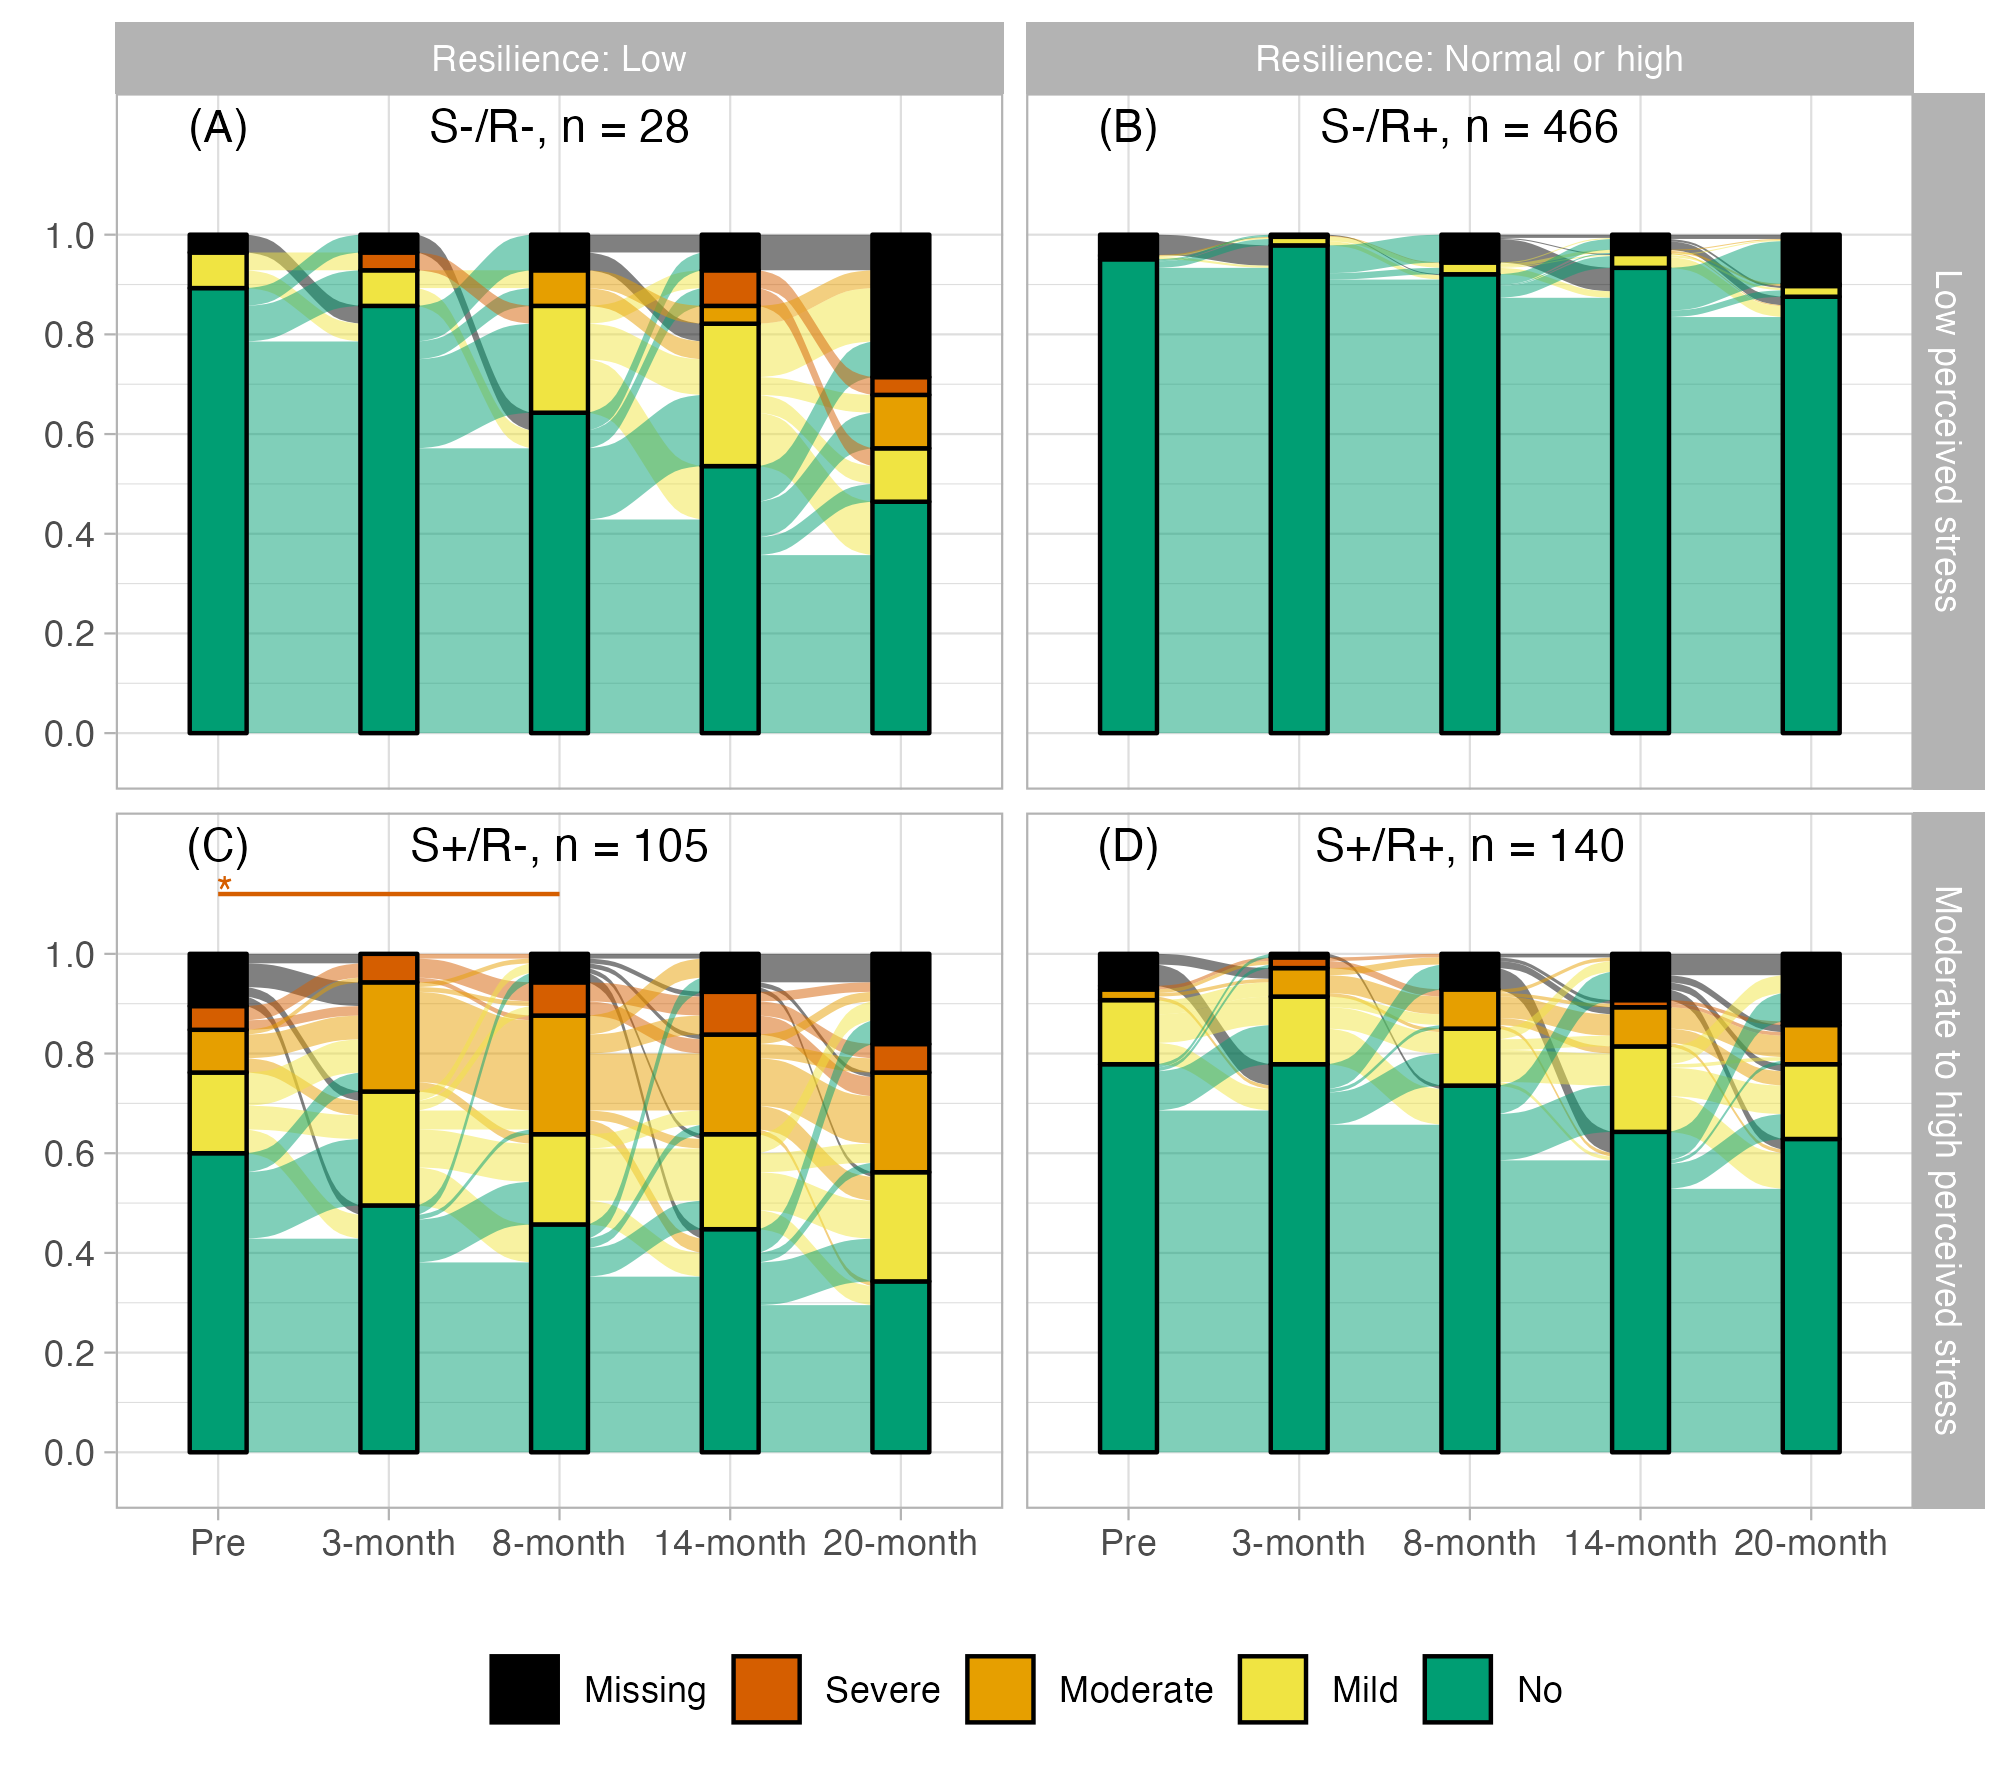 Resilience: Low
Resilience: Normal or high
(A) S-/R-, n = 28
(B) S-/R+, n = 466
1.0
0.8
0.6
0.4
0.2
0.0
Low perceived stress
(C) S+/R-, n = 105
(D) S+/R+, n = 140
*
1.0
0.8
0.6
0.4
0.2
0.0
Moderate to high perceived stress
Pre 3-month 8-month 14-month 20-month
Pre 3-month 8-month 14-month 20-month
Missing Severe Moderate Mild No